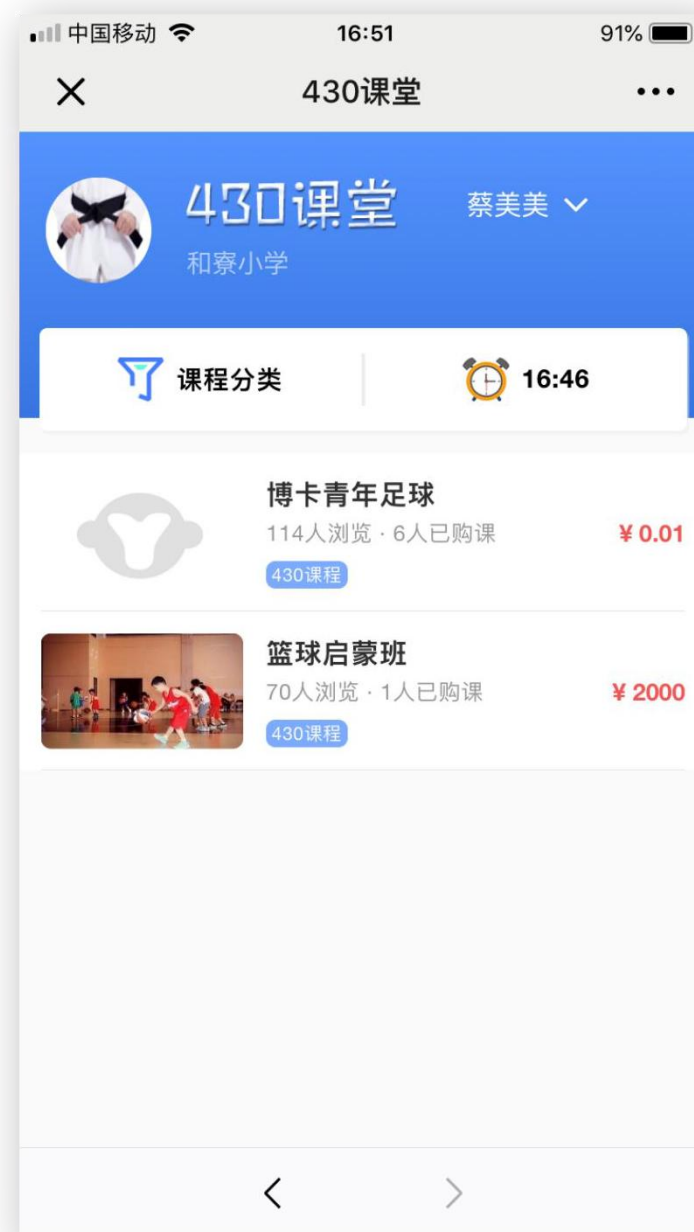 中国移动 16:51 91%
430课堂
430课堂 蔡美美
和寮小学
课程分类 16:46
博卡青年足球
114人浏览 · 6人已购课 ¥ 0.01
430课程
篮球启蒙班
70人浏览 · 1人已购课 ¥ 2000
430课程